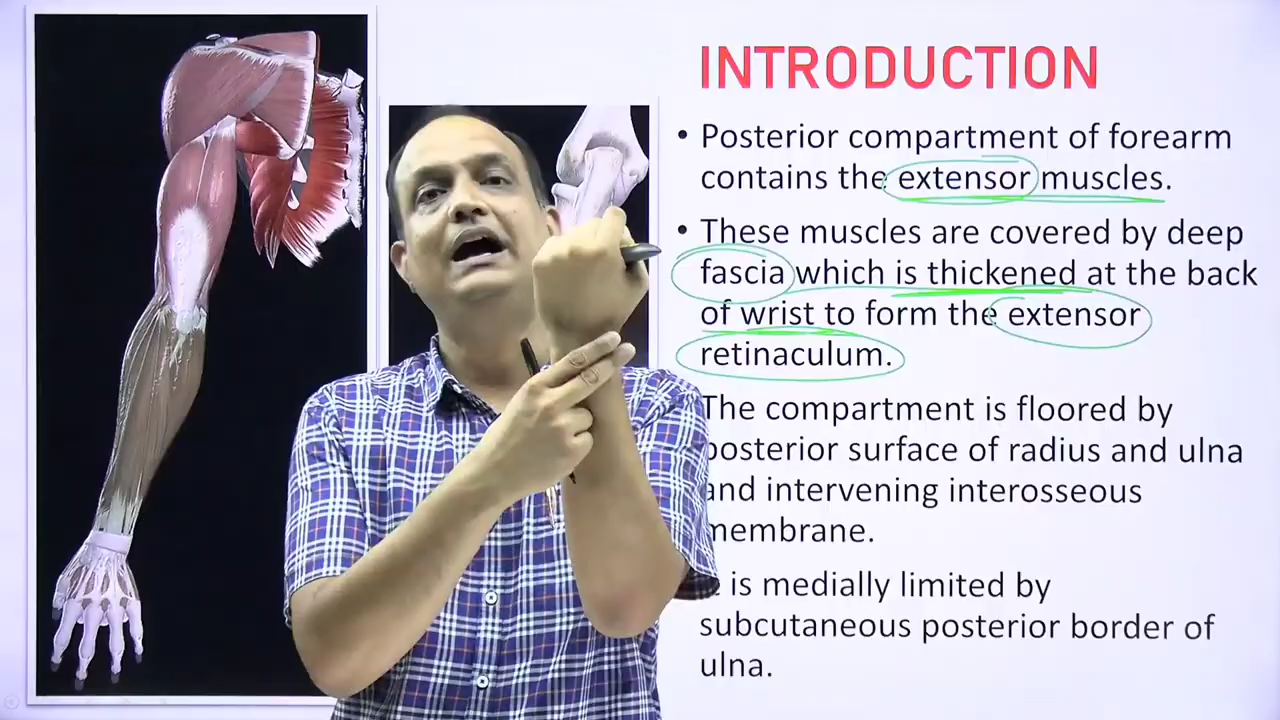 INTRODUCTION
• Posterior compartment of forearm
contains the extensor muscles.
• These muscles are covered by deep
fascia which is thickened at the back
of wrist to form the extensor
retinaculum.
The compartment is floored by
posterior surface of radius and ulna
and intervening interosseous
membrane.
is medially limited by
subcutaneous posterior border of
ulna.